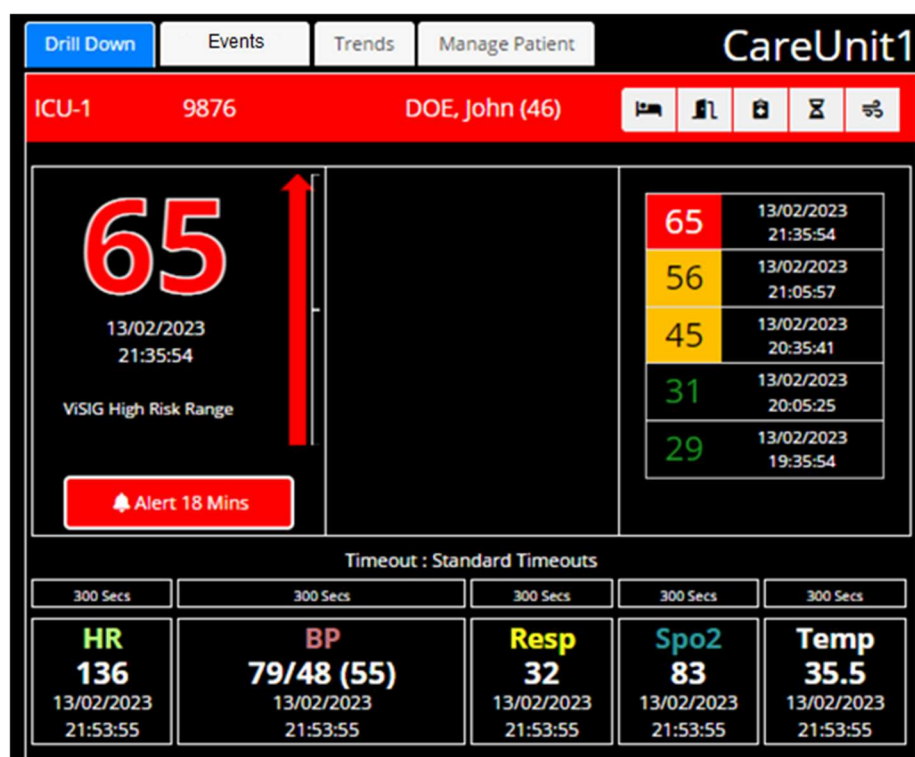 Drill Down Events Trends Manage Patient CareUnit1
ICU-1 9876 DOE, John (46)
65
13/02/2023
21:35:54
ViSIG High Risk Range
Alert 18 Mins
65 13/02/2023
21:35:54
56 13/02/2023
21:05:57
45 13/02/2023
20:35:41
31 13/02/2023
20:05:25
29 13/02/2023
19:35:54
Timeout : Standard Timeouts
300 Secs 300 Secs 300 Secs 300 Secs 300 Secs
HR BP Resp Spo2 Temp
136 79/48 (55) 32 83 35.5
13/02/2023 13/02/2023 13/02/2023 13/02/2023 13/02/2023
21:53:55 21:53:55 21:53:55 21:53:55 21:53:55